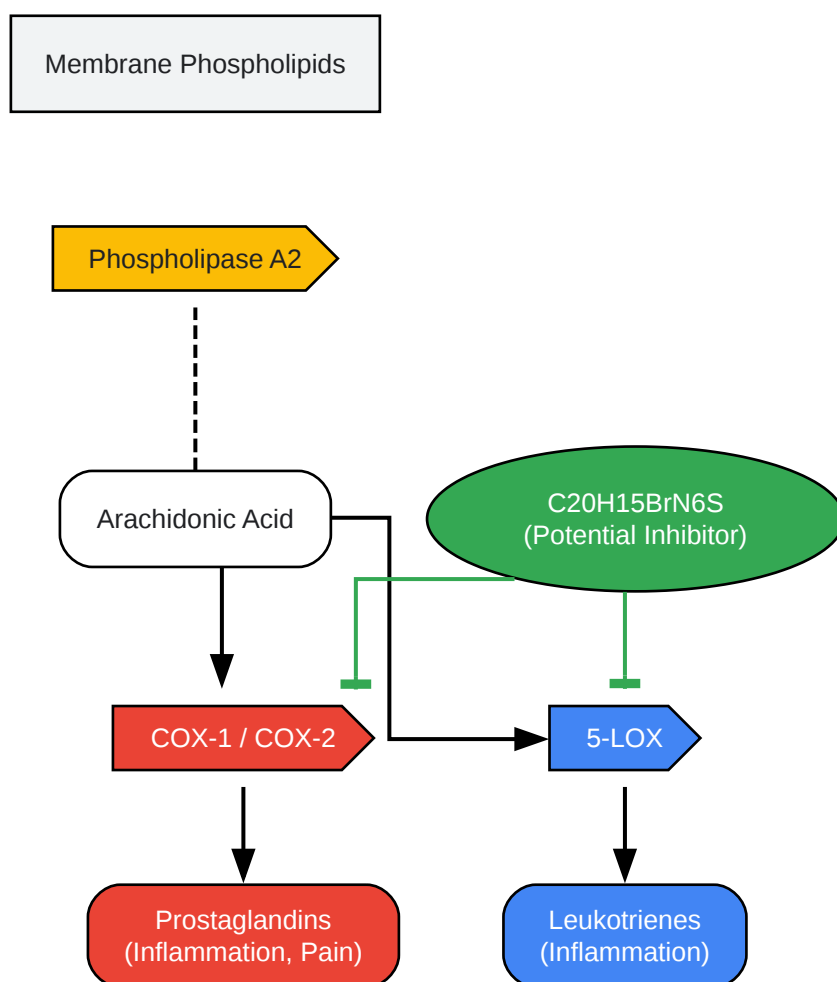 Membrane Phospholipids
Phospholipase A2
Arachidonic Acid
C20H15BrN6S
(Potential Inhibitor)
COX-1 / COX-2
5-LOX
Prostaglandins
(Inflammation, Pain)
Leukotrienes
(Inflammation)